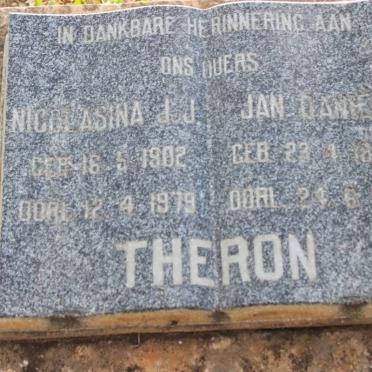 IN DANKBARE HERINNERING AAN
ONS OUERS
NICOLASINA J.J.
GEB. 16.5.1902
OORL. 12.4.1979
JAN DANIE
GEB. 23.4.18
OORL. 24.6.
THERON